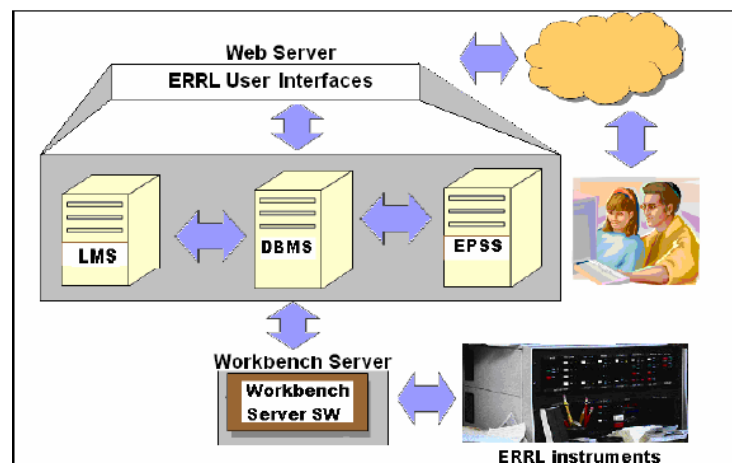 Web Server
ERRL User Interfaces
LMS
DBMS
EPSS
Workbench Server
Workbench
Server SW
ERRL instruments